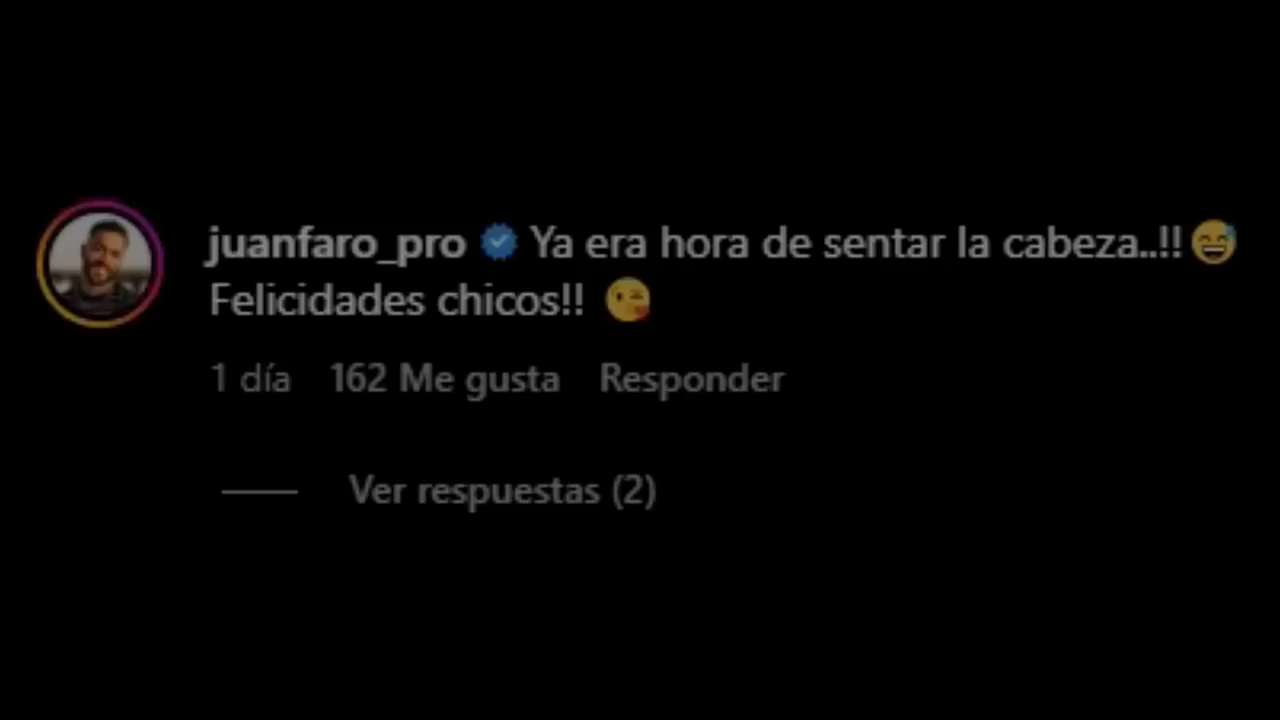 juanfaro_pro Ya era hora de sentar la cabeza..!!😅
Felicidades chicos!! 😘
1 día 162 Me gusta Responder
Ver respuestas (2)